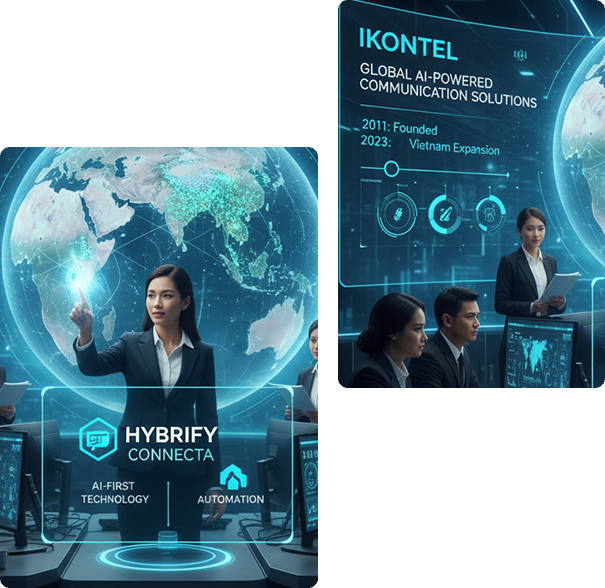 IKONTEL
GLOBAL AI-POWERED
COMMUNICATION SOLUTIONS
2011: Founded
2023: Vietnam Expansion
HYBRIFY
CONNECTA
AI-FIRST
TECHNOLOGY
AUTOMATION